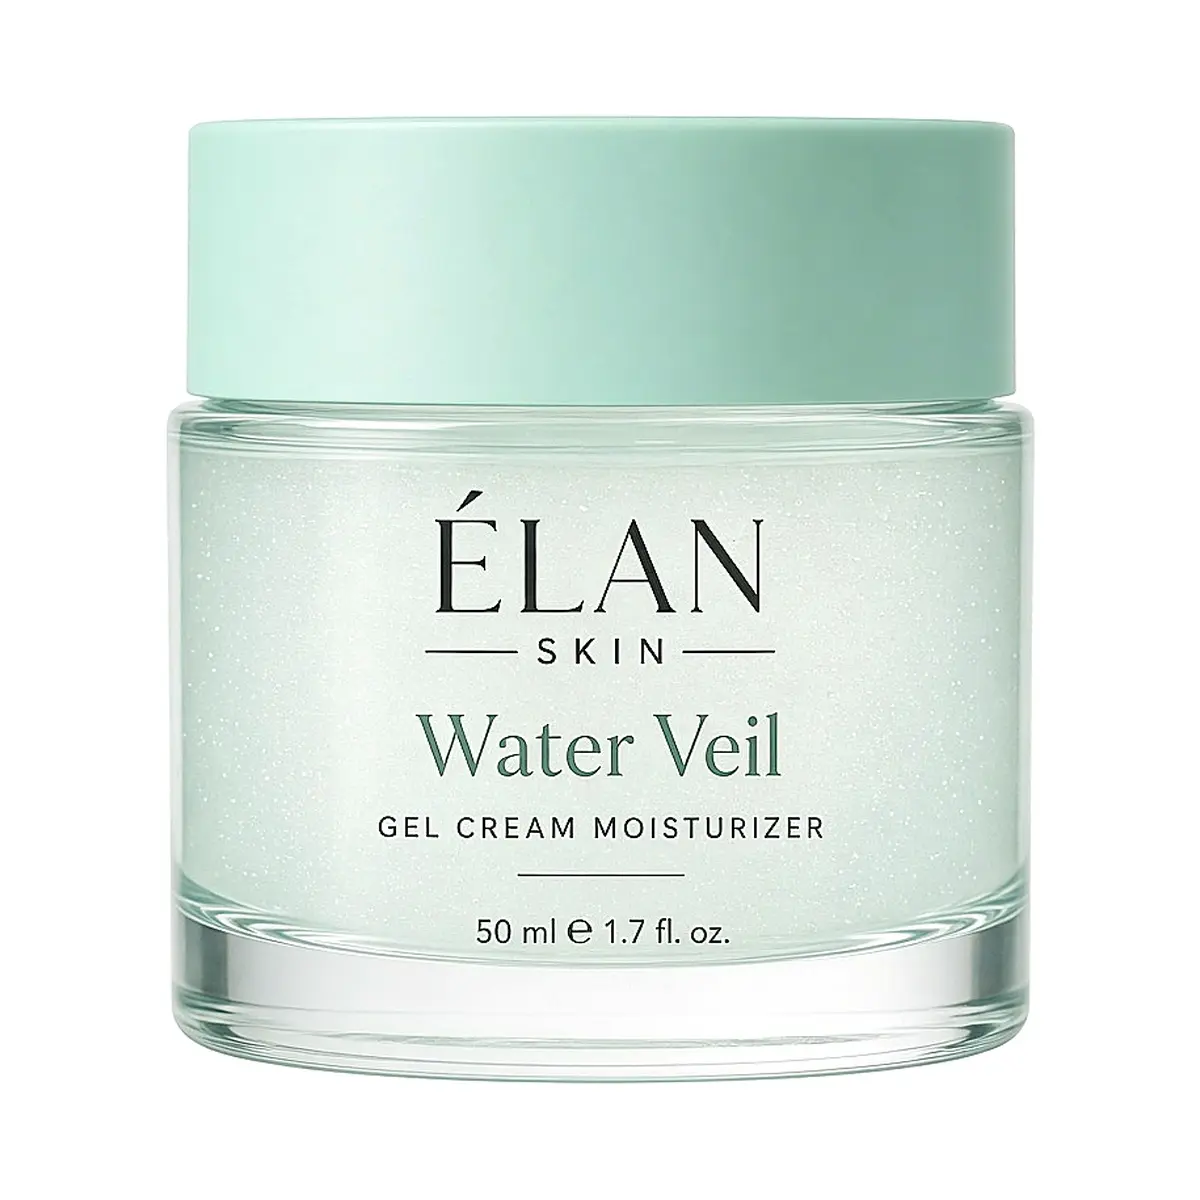 ÉLAN
SKIN
Water Veil
GEL CREAM MOISTURIZER
50 ml ℮ 1.7 fl. oz.